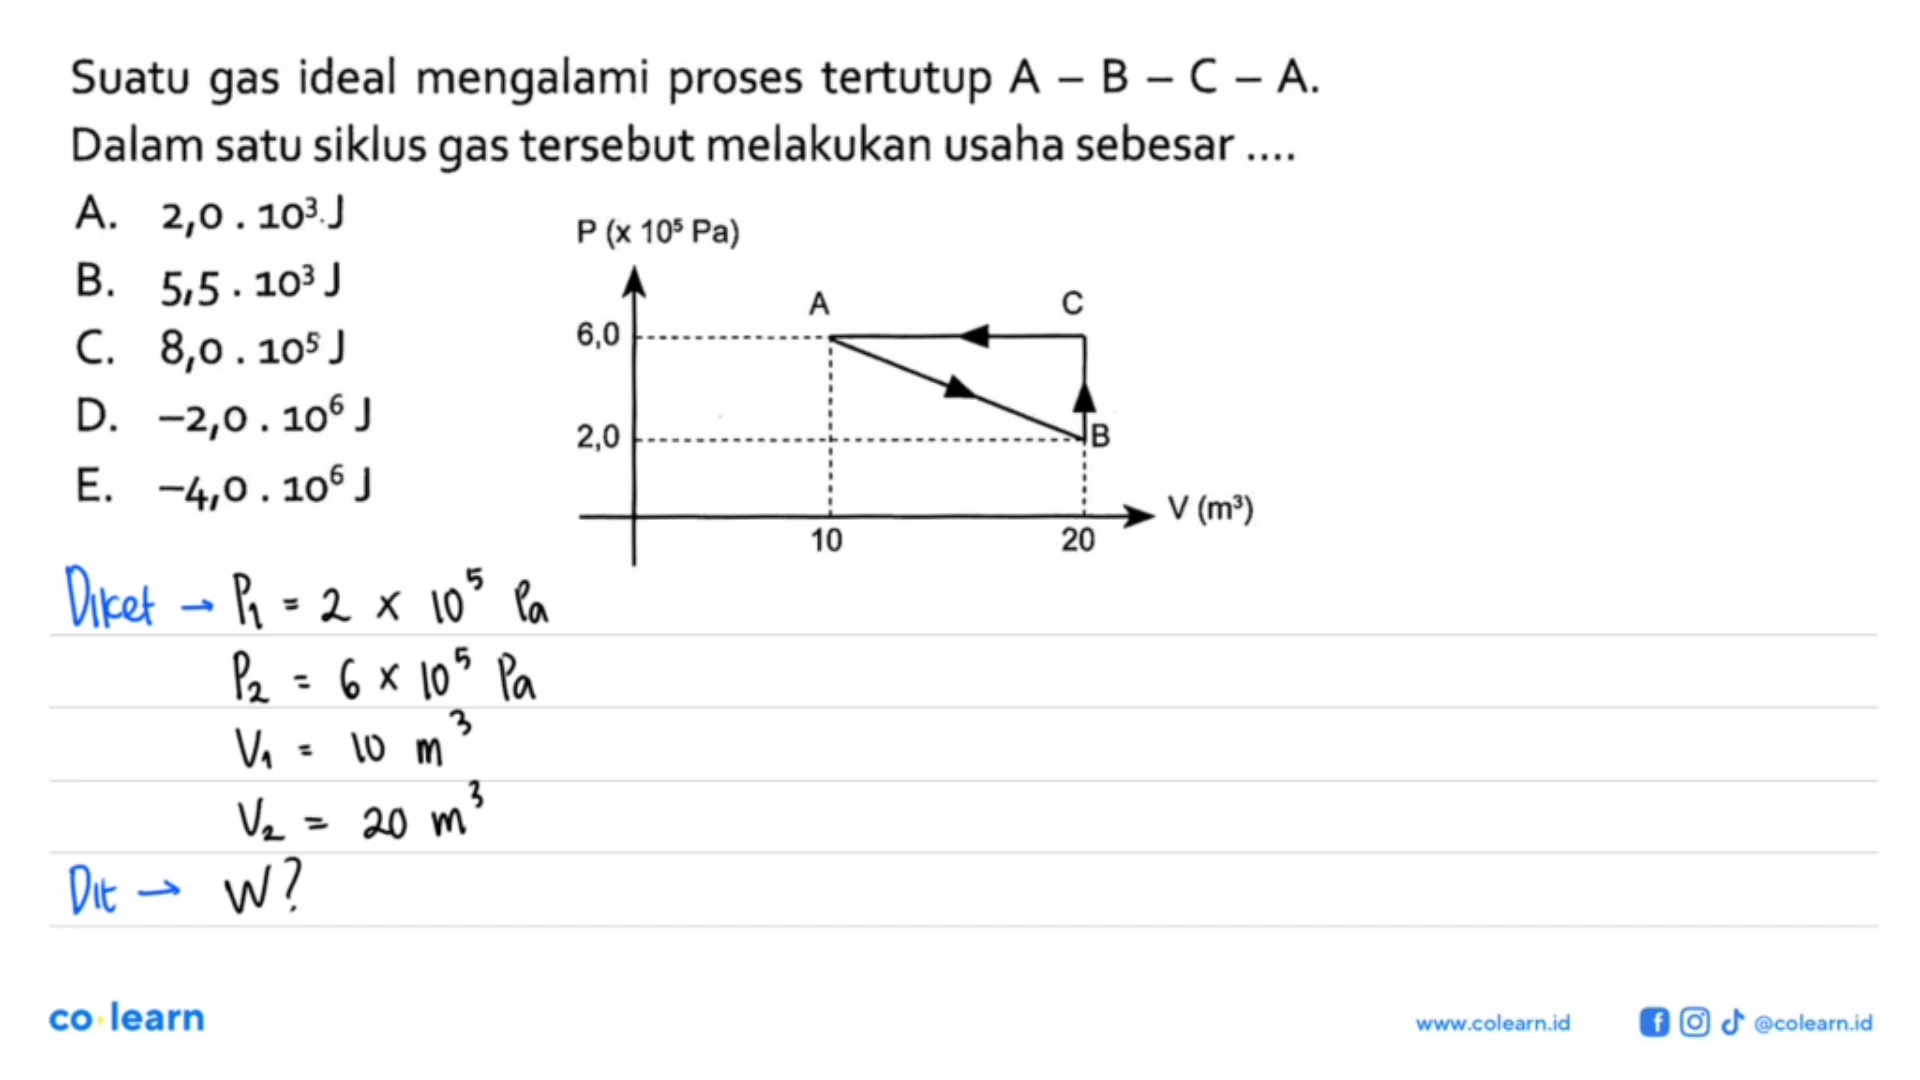 Suatu gas ideal mengalami proses tertutup A – B – C – A.
Dalam satu siklus gas tersebut melakukan usaha sebesar ....
A. 2,0 . 10³ J
B. 5,5 . 10³ J
C. 8,0 . 10⁵ J
D. –2,0 . 10⁶ J
E. –4,0 . 10⁶ J
P (x 10⁵ Pa)
A C
6,0
2,0 B
V (m³)
10 20
Diket → P₁ = 2 × 10⁵ Pa
P₂ = 6 × 10⁵ Pa
V₁ = 10 m³
V₂ = 20 m³
Dit → W?
co learn
www.colearn.id @colearn.id